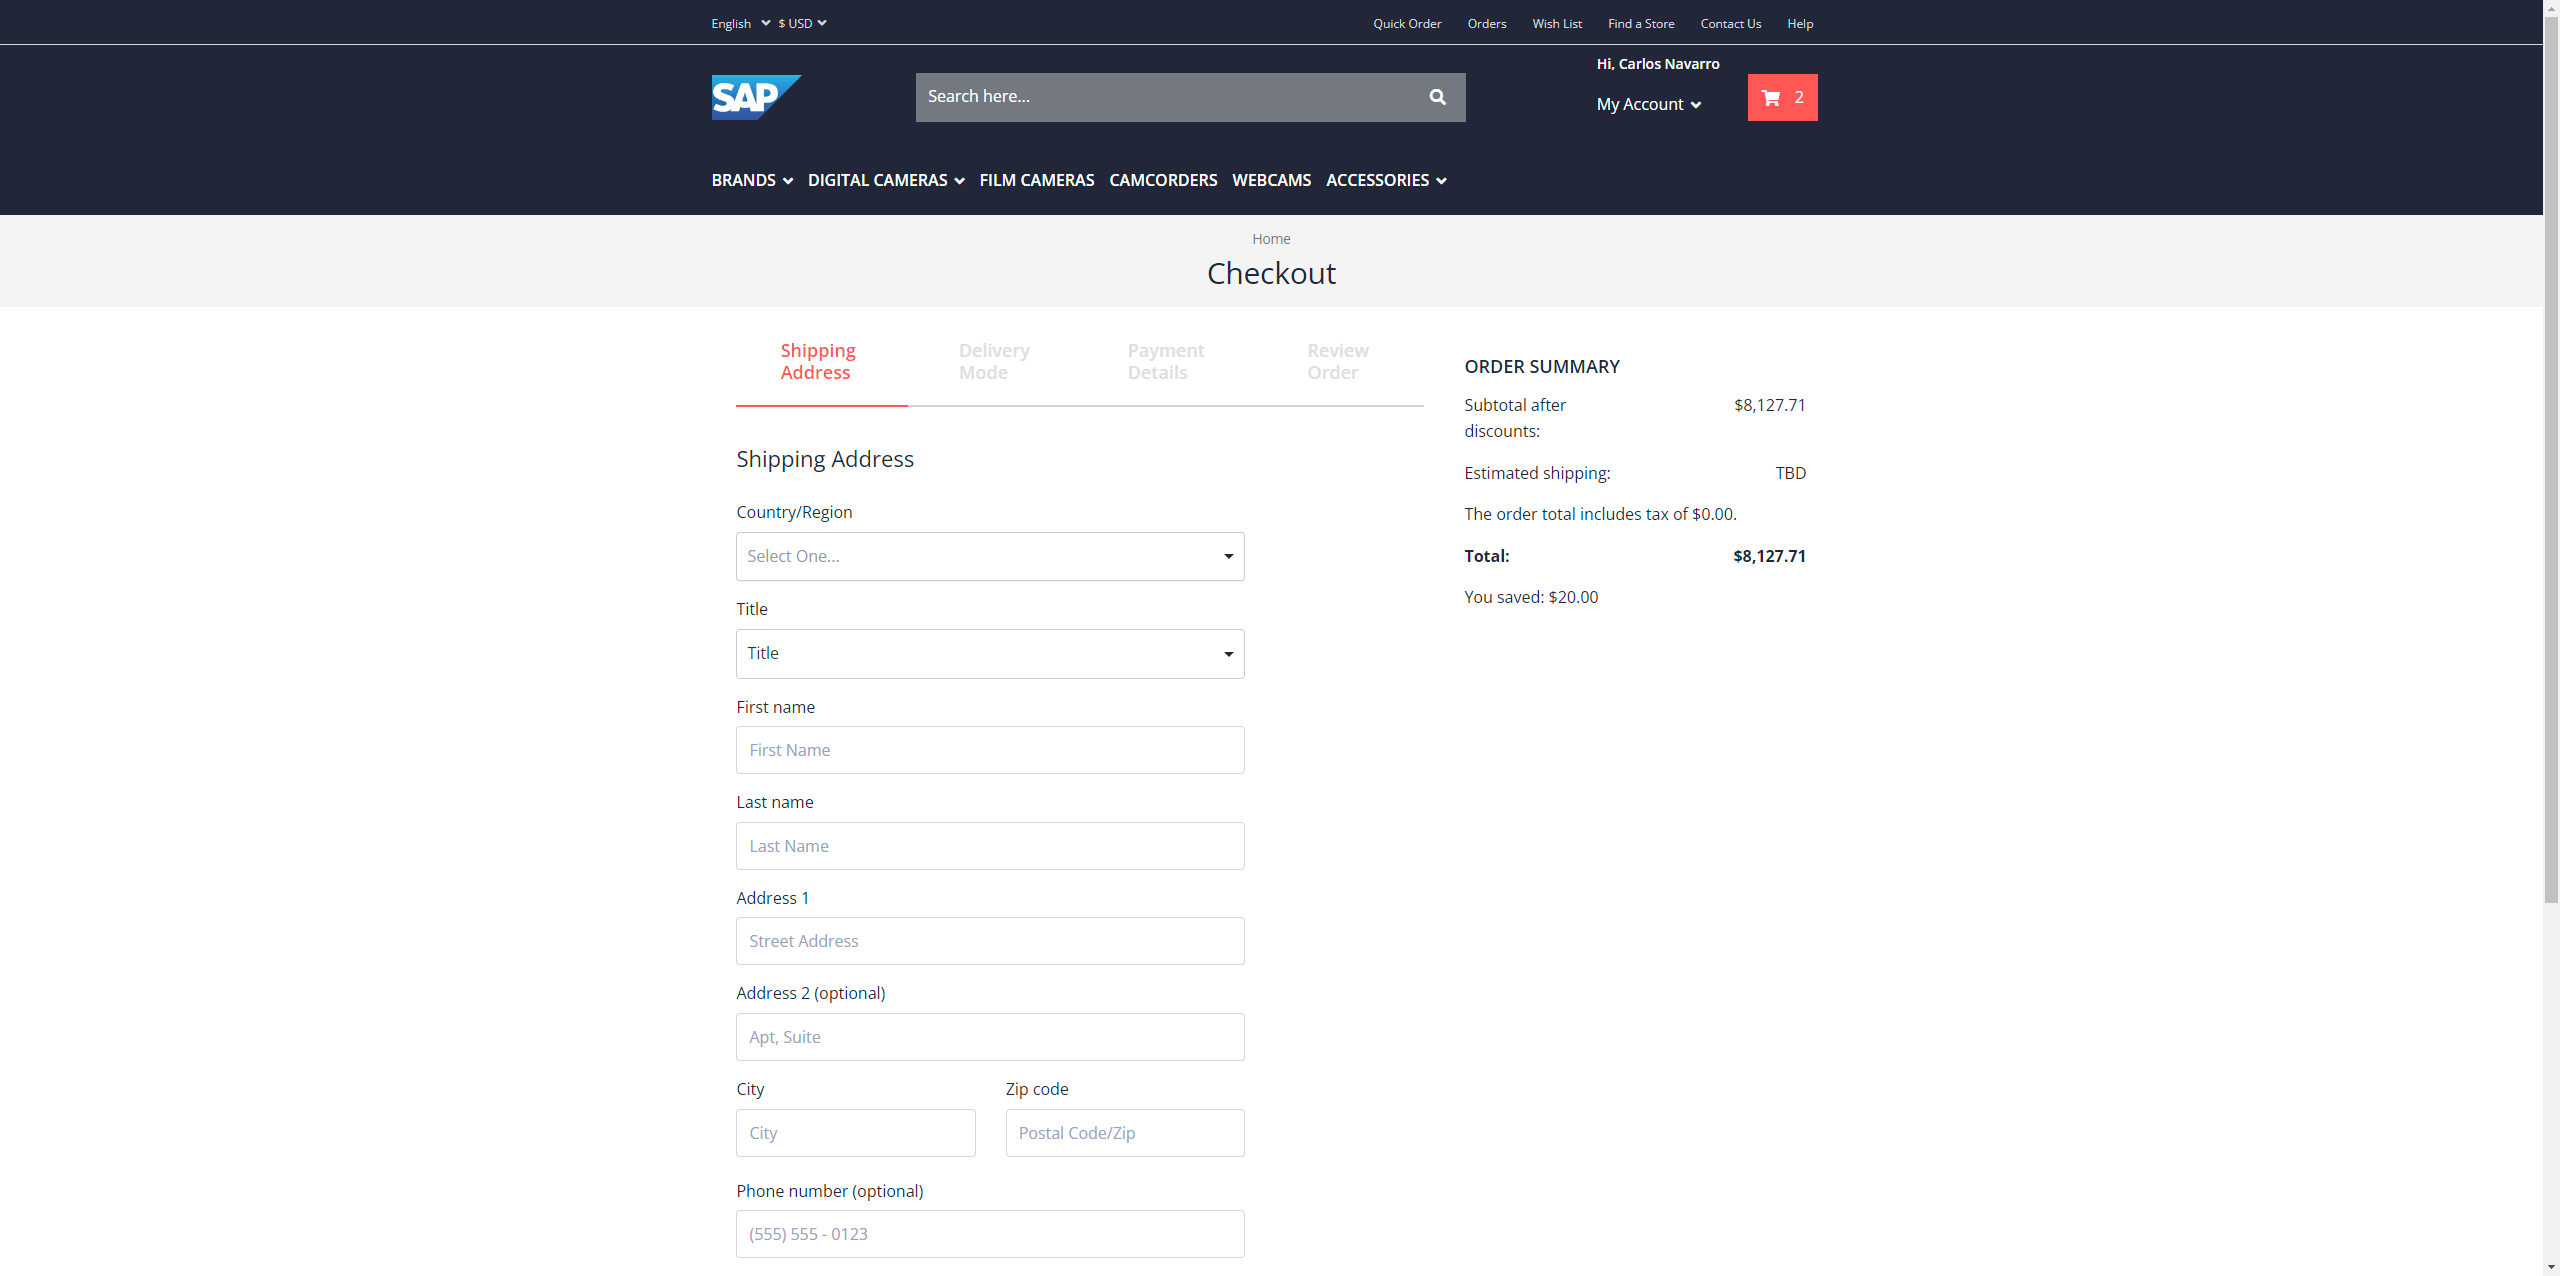 English $ USD Quick Order Orders Wish List Find a Store Contact Us Help
Hi, Carlos Navarro
SAP Search here... My Account 2
BRANDS DIGITAL CAMERAS FILM CAMERAS CAMCORDERS WEBCAMS ACCESSORIES
Home
Checkout
Shipping Address
Delivery Mode
Payment Details
Review Order
Shipping Address
Country/Region
Select One...
Title
Title
First name
First Name
Last name
Last Name
Address 1
Street Address
Address 2 (optional)
Apt, Suite
City Zip code
City Postal Code/Zip
Phone number (optional)
(555) 555 - 0123
ORDER SUMMARY
Subtotal after discounts: $8,127.71
Estimated shipping: TBD
The order total includes tax of $0.00.
Total: $8,127.71
You saved: $20.00